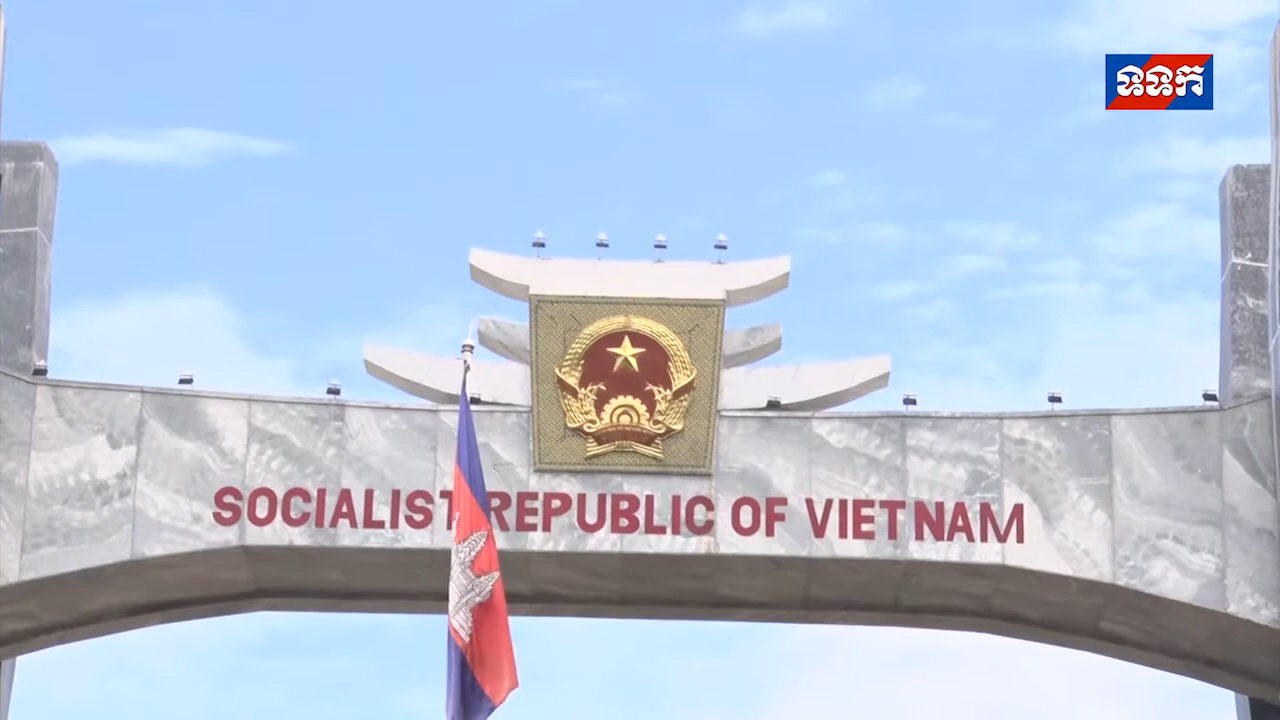 ទទក
SOCIALIST REPUBLIC OF VIETNAM